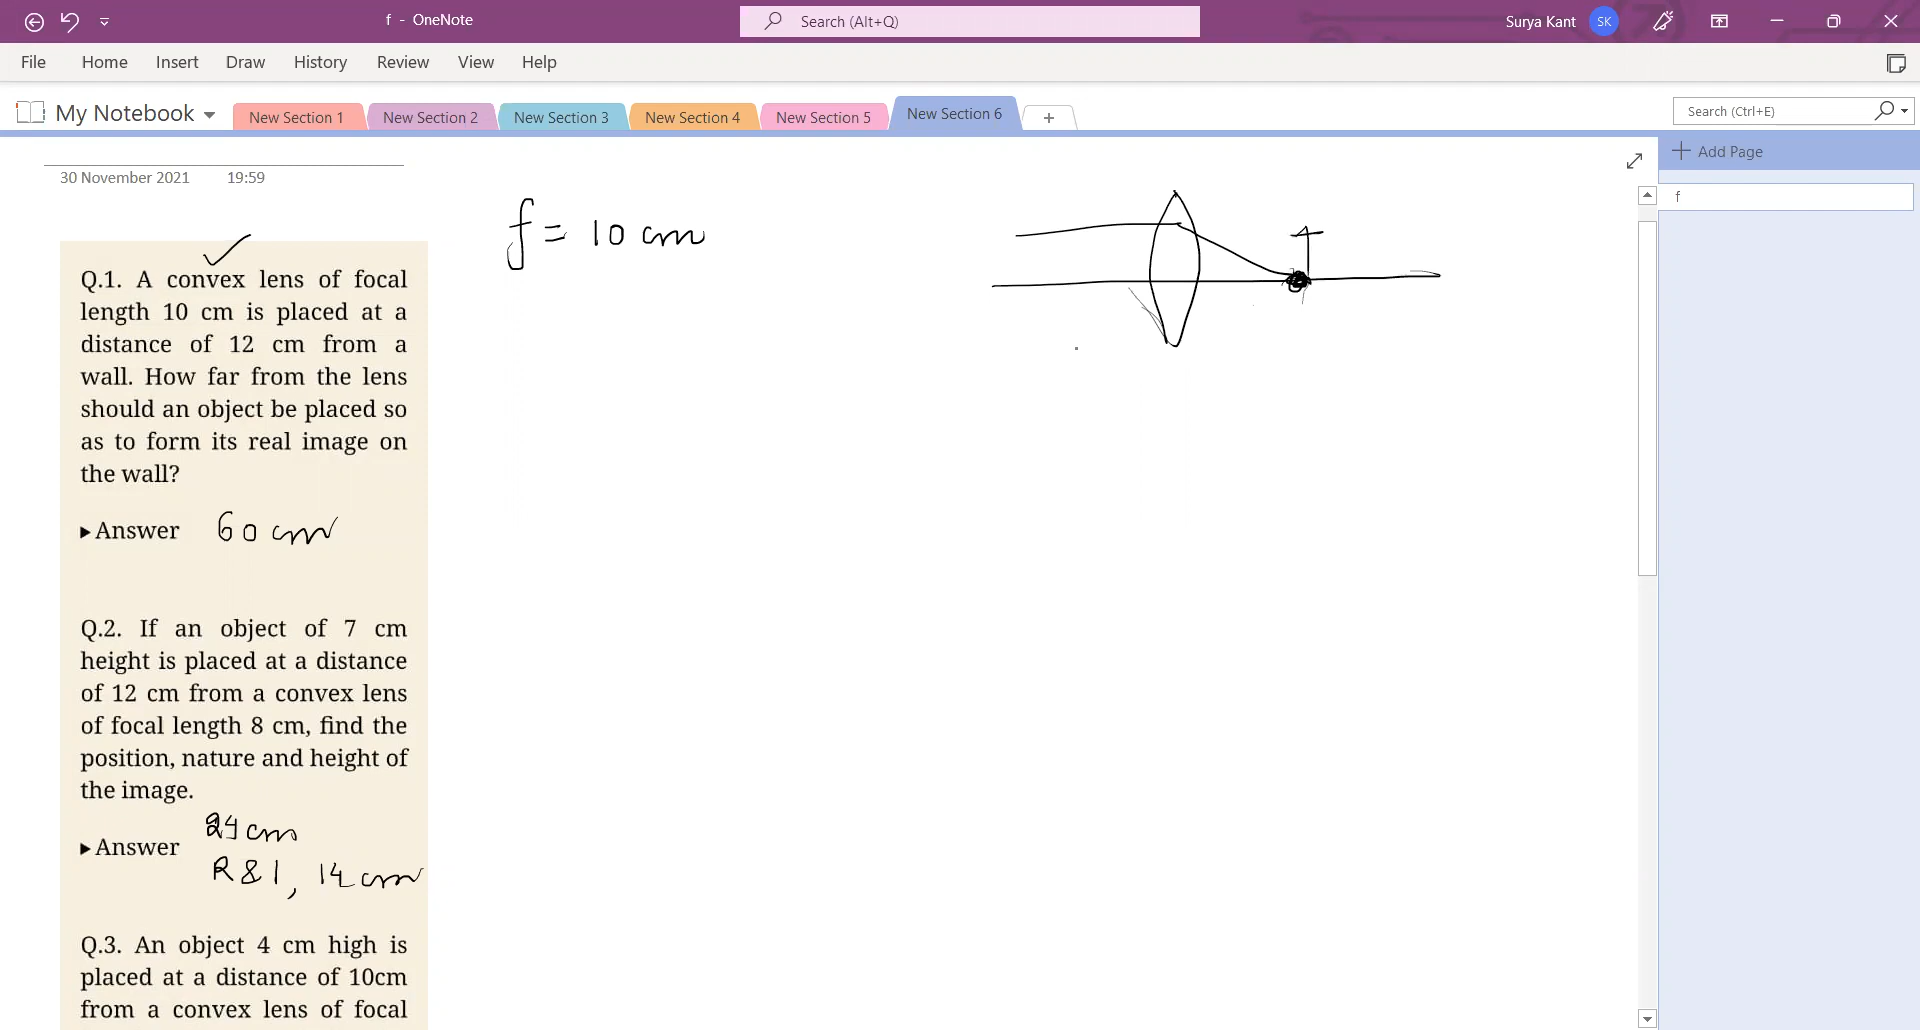 f - OneNote
Search (Alt+Q)
Surya Kant
SK
File Home Insert Draw History Review View Help
My Notebook
New Section 1
New Section 2
New Section 3
New Section 4
New Section 5
New Section 6
+
Search (Ctrl+E)
Add Page
f
30 November 2021 19:59
f = 10 cm
Q.1. A convex lens of focal
length 10 cm is placed at a
distance of 12 cm from a
wall. How far from the lens
should an object be placed so
as to form its real image on
the wall?
▸Answer 60 cm
Q.2. If an object of 7 cm
height is placed at a distance
of 12 cm from a convex lens
of focal length 8 cm, find the
position, nature and height of
the image.
24 cm
▸Answer
R & I, 14 cm
Q.3. An object 4 cm high is
placed at a distance of 10cm
from a convex lens of focal